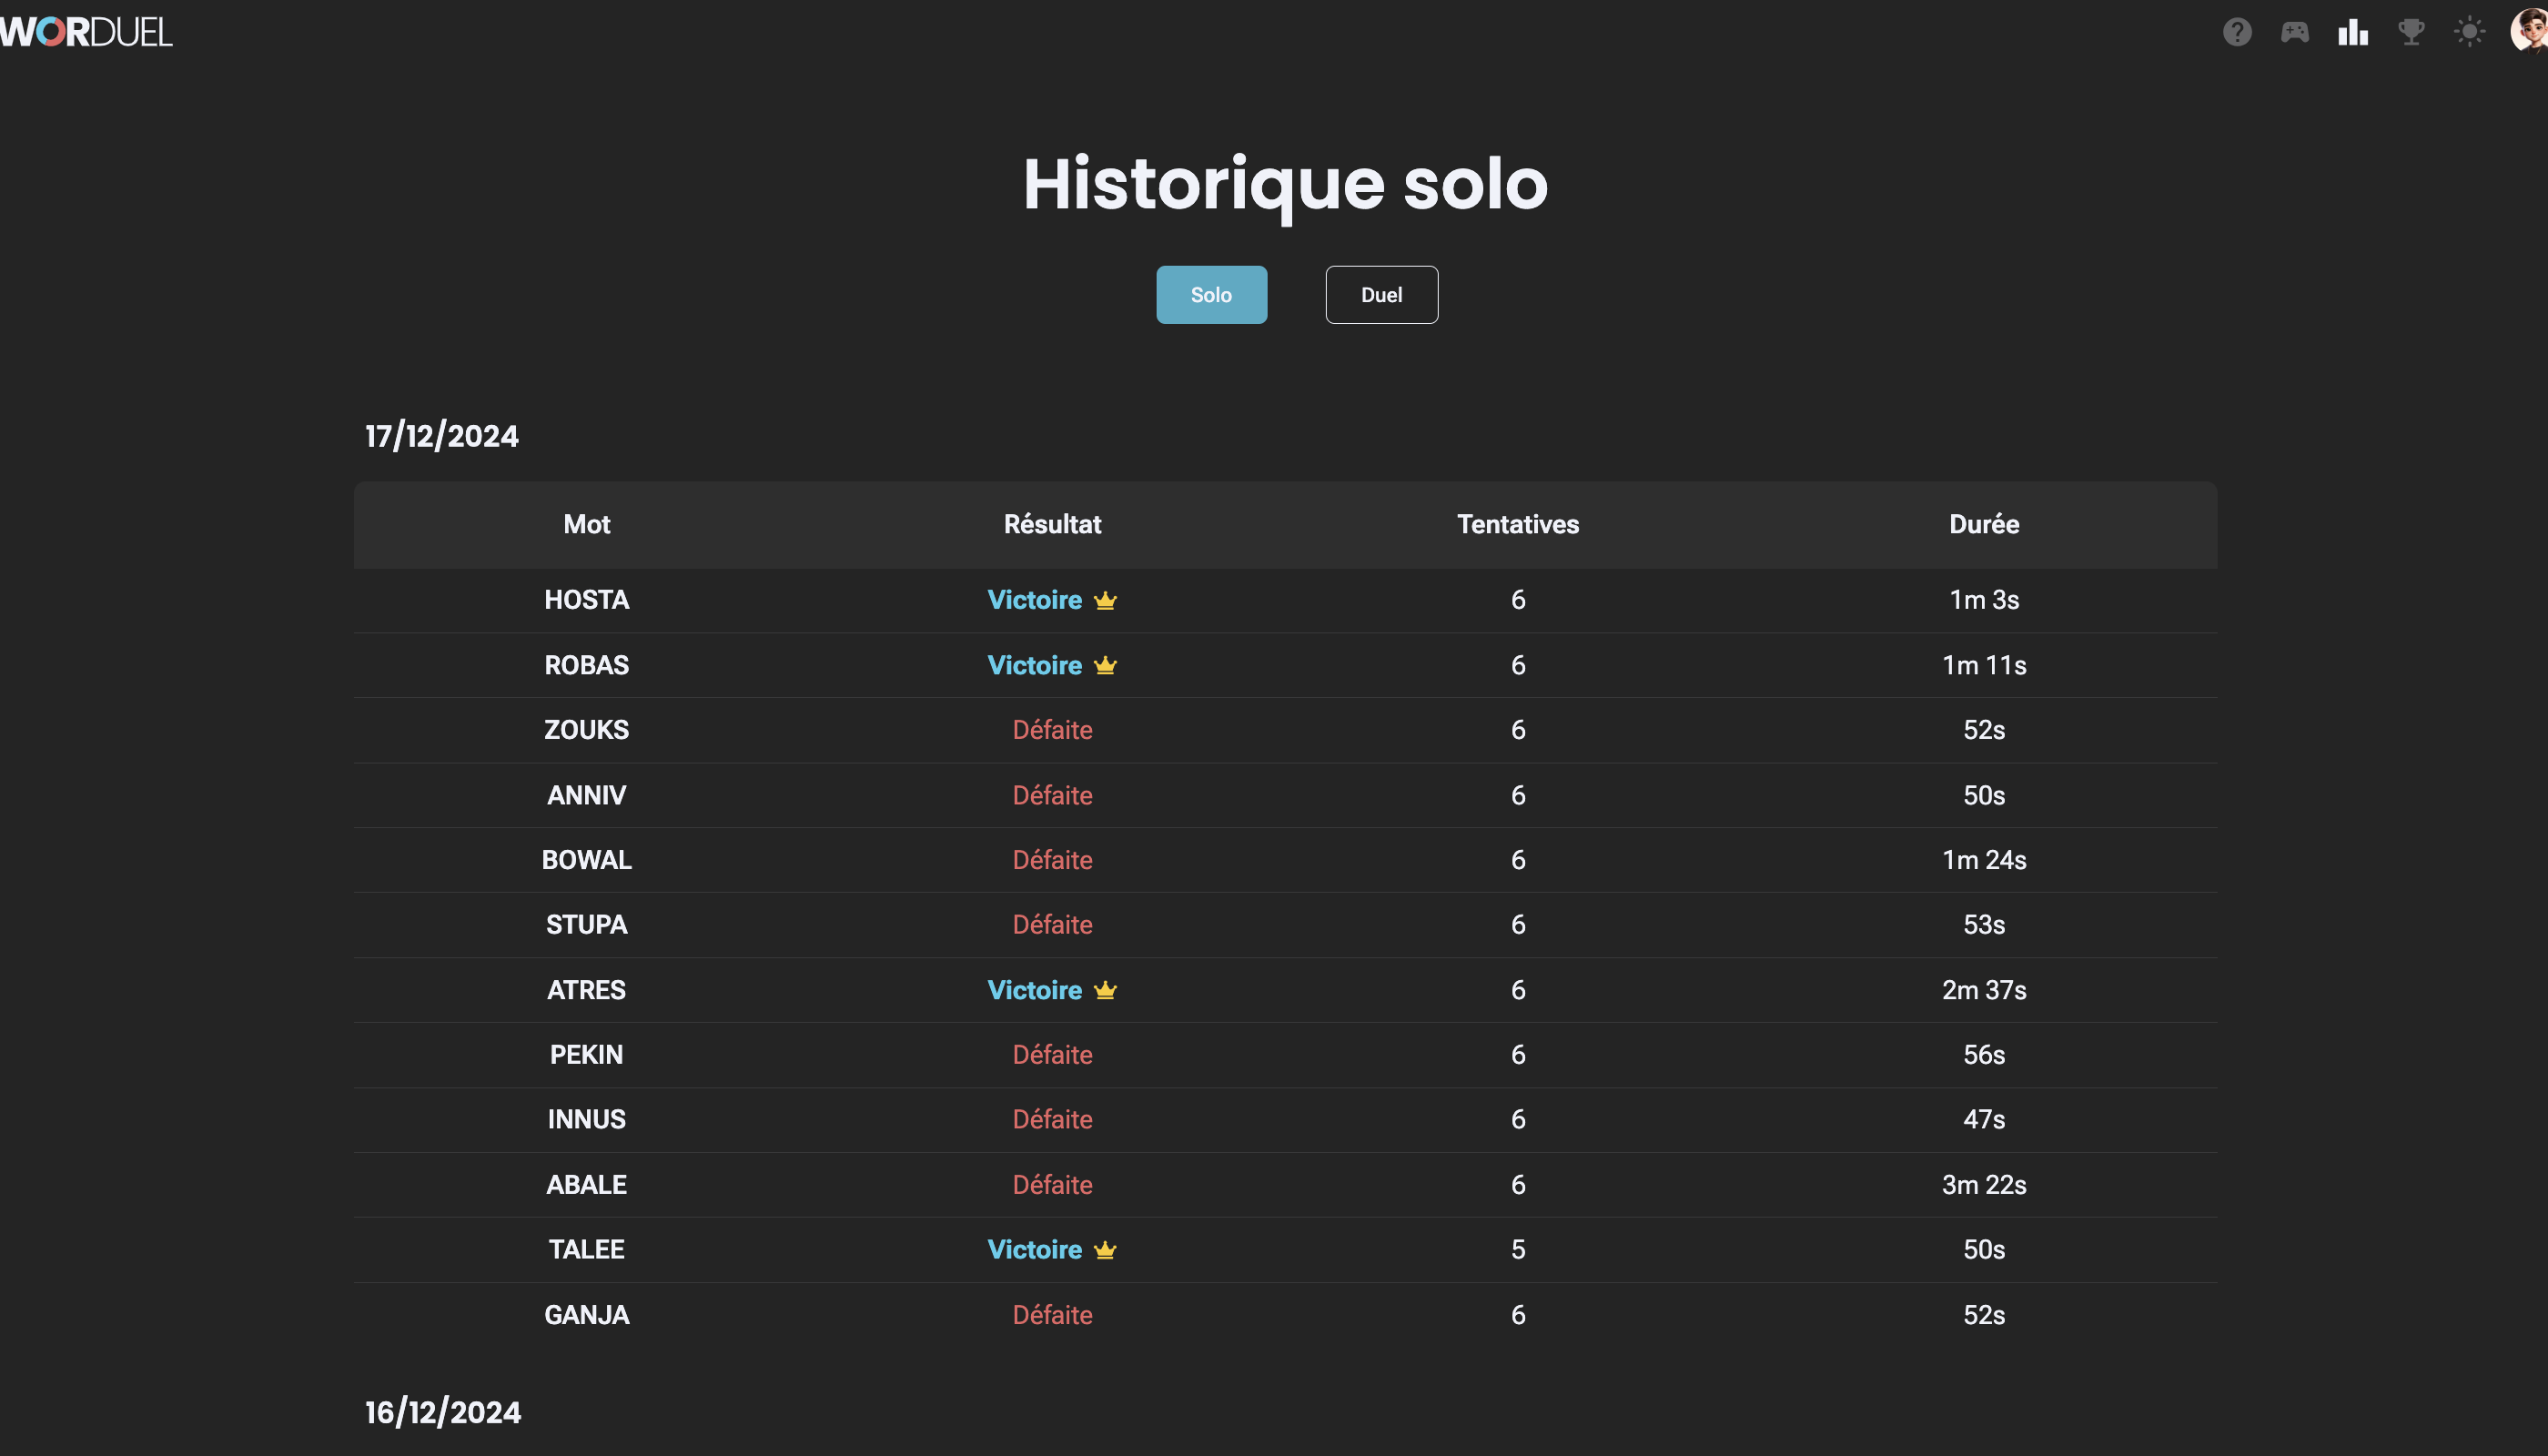 WORDUEL
Historique solo
Solo Duel
17/12/2024
Mot Résultat Tentatives Durée
HOSTA Victoire 6 1m 3s
ROBAS Victoire 6 1m 11s
ZOUKS Défaite 6 52s
ANNIV Défaite 6 50s
BOWAL Défaite 6 1m 24s
STUPA Défaite 6 53s
ATRES Victoire 6 2m 37s
PEKIN Défaite 6 56s
INNUS Défaite 6 47s
ABALE Défaite 6 3m 22s
TALEE Victoire 5 50s
GANJA Défaite 6 52s
16/12/2024